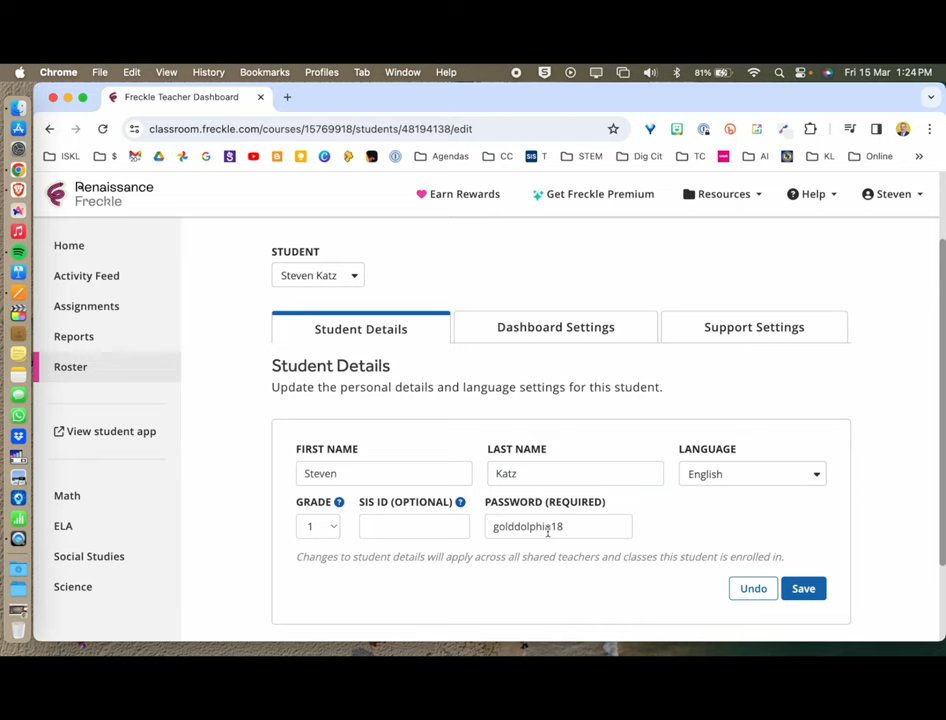 Chrome File Edit View History Bookmarks Profiles Tab Window Help 81% Fri 15 Mar 1:24 PM
Freckle Teacher Dashboard
classroom.freckle.com/courses/15769918/students/48194138/edit
ISKL $ Agendas CC SIS T STEM Dig Cit TC AI KL Online
Renaissance
Freckle
Earn Rewards Get Freckle Premium Resources Help Steven
Home
Activity Feed
Assignments
Reports
Roster
View student app
Math
ELA
Social Studies
Science
STUDENT
Steven Katz
Student Details Dashboard Settings Support Settings
Student Details
Update the personal details and language settings for this student.
FIRST NAME LAST NAME LANGUAGE
Steven Katz English
GRADE ? SIS ID (OPTIONAL) ? PASSWORD (REQUIRED)
1 golddolphin18
Changes to student details will apply across all shared teachers and classes this student is enrolled in.
Undo Save